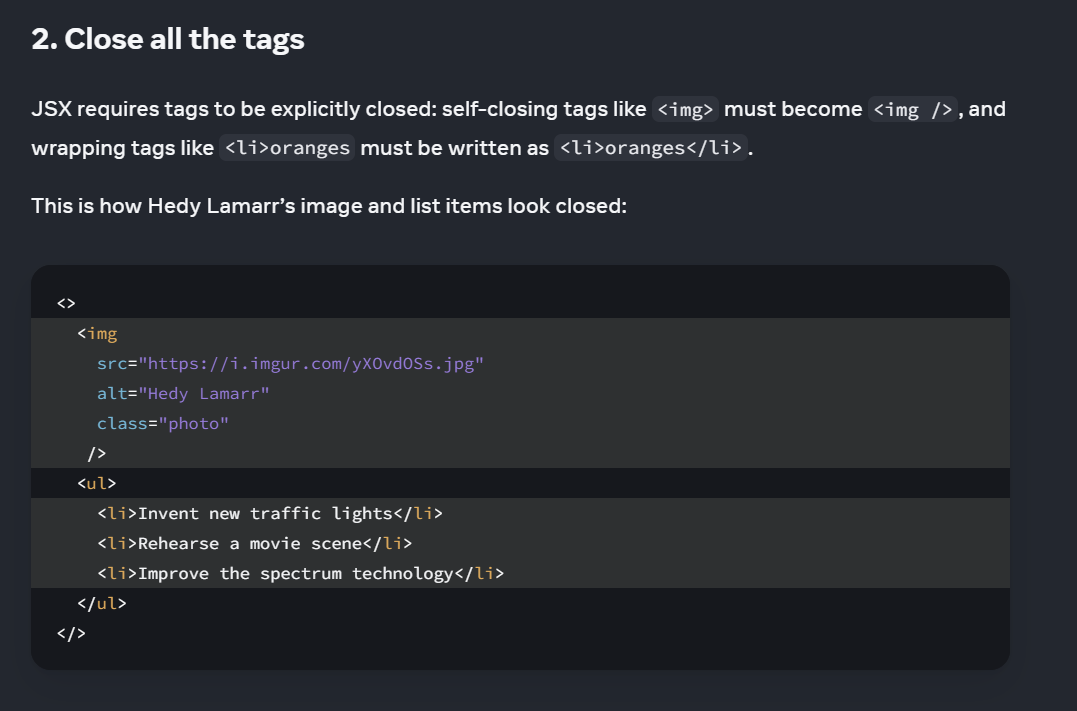 2. Close all the tags
JSX requires tags to be explicitly closed: self-closing tags like <img> must become <img />, and
wrapping tags like <li>oranges must be written as <li>oranges</li>.
This is how Hedy Lamarr’s image and list items look closed:
<>
  <img
    src="https://i.imgur.com/yXOvdOSs.jpg"
    alt="Hedy Lamarr"
    class="photo"
   />
  <ul>
    <li>Invent new traffic lights</li>
    <li>Rehearse a movie scene</li>
    <li>Improve the spectrum technology</li>
  </ul>
</>